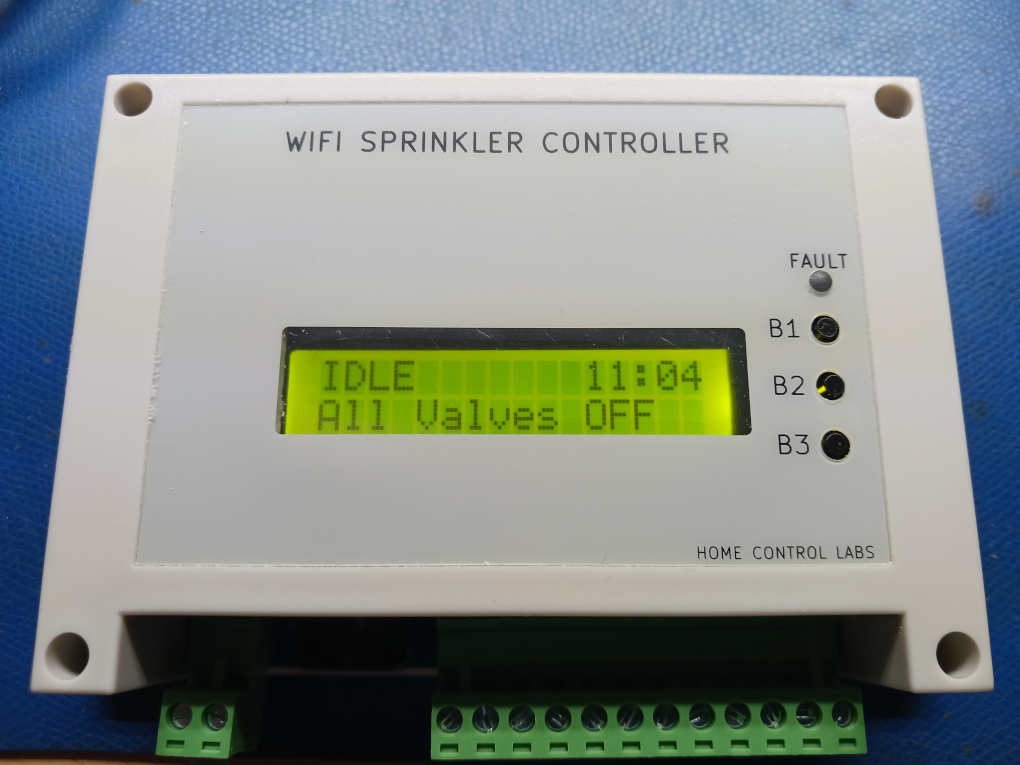 WIFI SPRINKLER CONTROLLER
FAULT
B1
IDLE 11:04
B2
All Valves OFF
B3
HOME CONTROL LABS